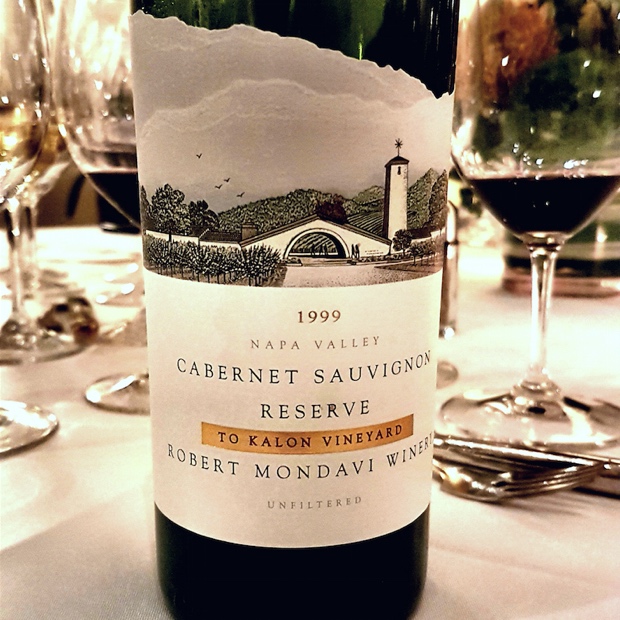 1999
NAPA VALLEY
CABERNET SAUVIGNON
RESERVE
TO KALON VINEYARD
ROBERT MONDAVI WINERY
UNFILTERED